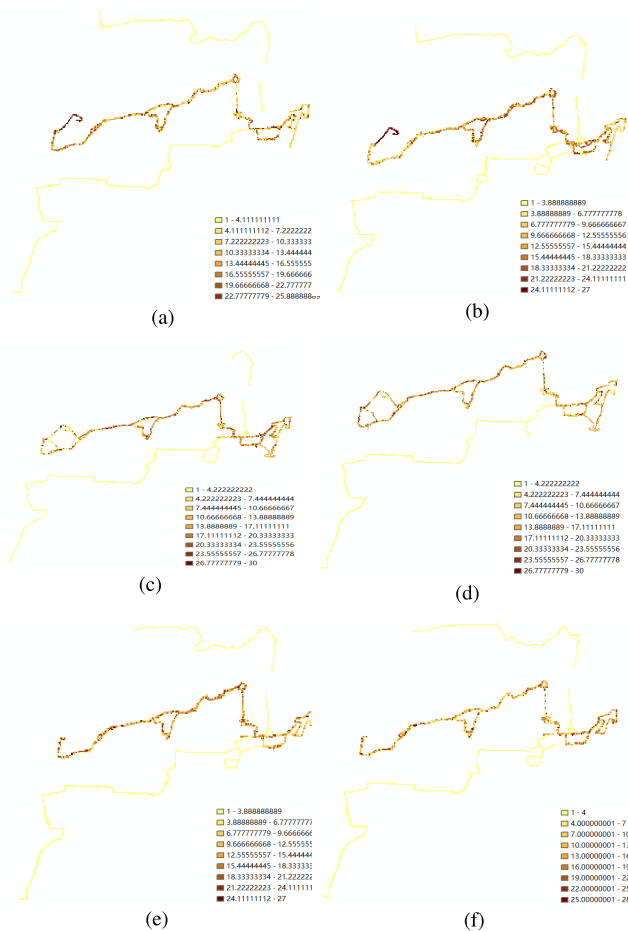 1 - 4.111111111
4.111111112 - 7.2222222
7.222222223 - 10.333333
10.33333334 - 13.444444
13.44444445 - 16.555555
16.55555557 - 19.666666
19.66666668 - 22.777777
22.77777779 - 25.888888
(a)
1 - 3.888888889
3.88888889 - 6.777777778
6.777777779 - 9.666666667
9.666666668 - 12.55555556
12.55555557 - 15.44444444
15.44444445 - 18.33333333
18.33333334 - 21.22222222
21.22222223 - 24.11111111
24.11111112 - 27
(b)
1 - 4.222222222
4.222222223 - 7.444444444
7.444444445 - 10.66666667
10.66666668 - 13.88888889
13.8888889 - 17.11111111
17.11111112 - 20.33333333
20.33333334 - 23.55555556
23.55555557 - 26.77777778
26.77777779 - 30
(c)
1 - 4.222222222
4.222222223 - 7.444444444
7.444444445 - 10.66666667
10.66666668 - 13.88888889
13.8888889 - 17.11111111
17.11111112 - 20.33333333
20.33333334 - 23.55555556
23.55555557 - 26.77777778
26.77777779 - 30
(d)
1 - 3.888888889
3.88888889 - 6.77777777
6.777777779 - 9.6666666
9.666666668 - 12.555555
12.55555557 - 15.444444
15.44444445 - 18.333333
18.33333334 - 21.222222
21.22222223 - 24.111111
24.11111112 - 27
(e)
1 - 4
4.000000001 - 7
7.00000001 - 10
10.00000001 - 13
13.00000001 - 16
16.00000001 - 19
19.00000001 - 22
22.00000001 - 25
25.00000001 - 28
(f)